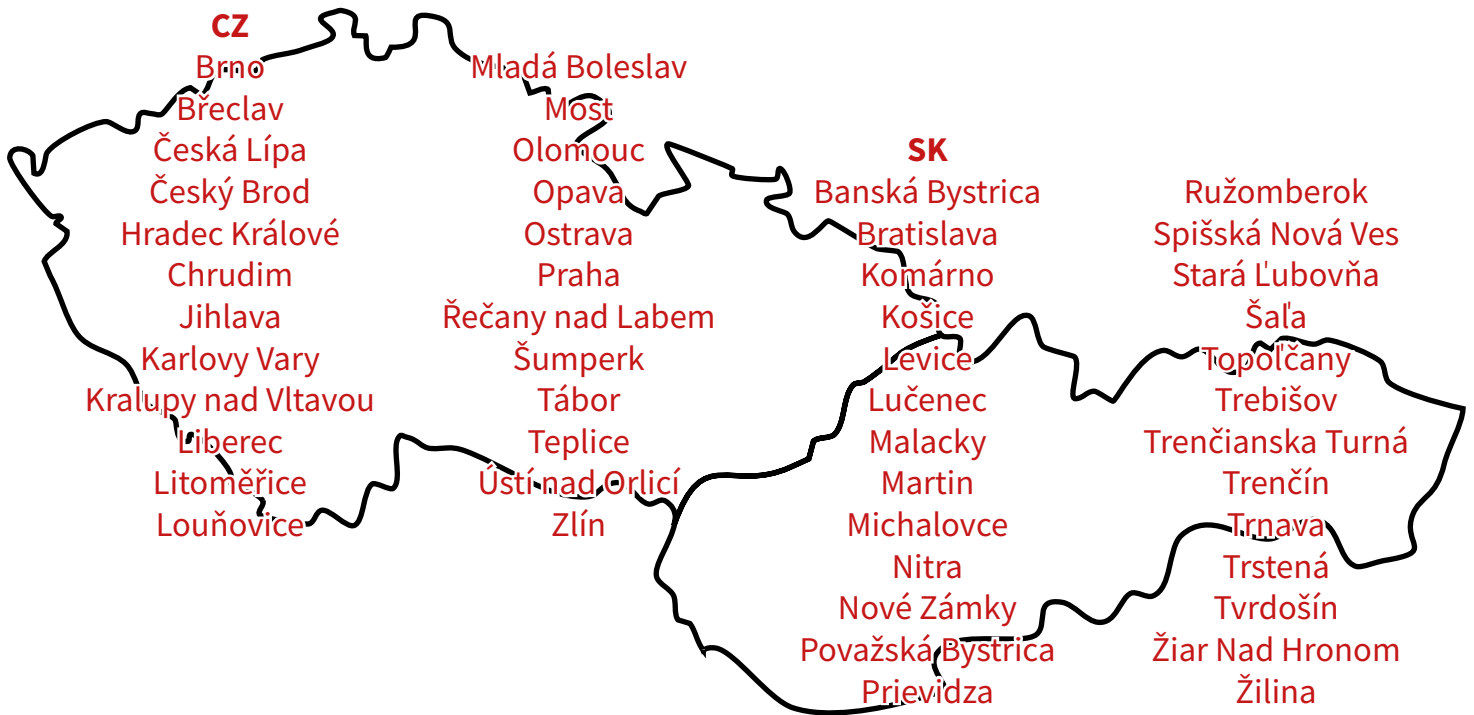 CZ
Brno
Břeclav
Česká Lípa
Český Brod
Hradec Králové
Chrudim
Jihlava
Karlovy Vary
Kralupy nad Vltavou
Liberec
Litoměřice
Louňovice
Mladá Boleslav
Most
Olomouc
Opava
Ostrava
Praha
Řečany nad Labem
Šumperk
Tábor
Teplice
Ústí nad Orlicí
Zlín
SK
Banská Bystrica
Bratislava
Komárno
Košice
Levice
Lučenec
Malacky
Martin
Michalovce
Nitra
Nové Zámky
Považská Bystrica
Prievidza
Ružomberok
Spišská Nová Ves
Stará Ľubovňa
Šaľa
Topoľčany
Trebišov
Trenčianska Turná
Trenčín
Trnava
Trstená
Tvrdošín
Žiar Nad Hronom
Žilina